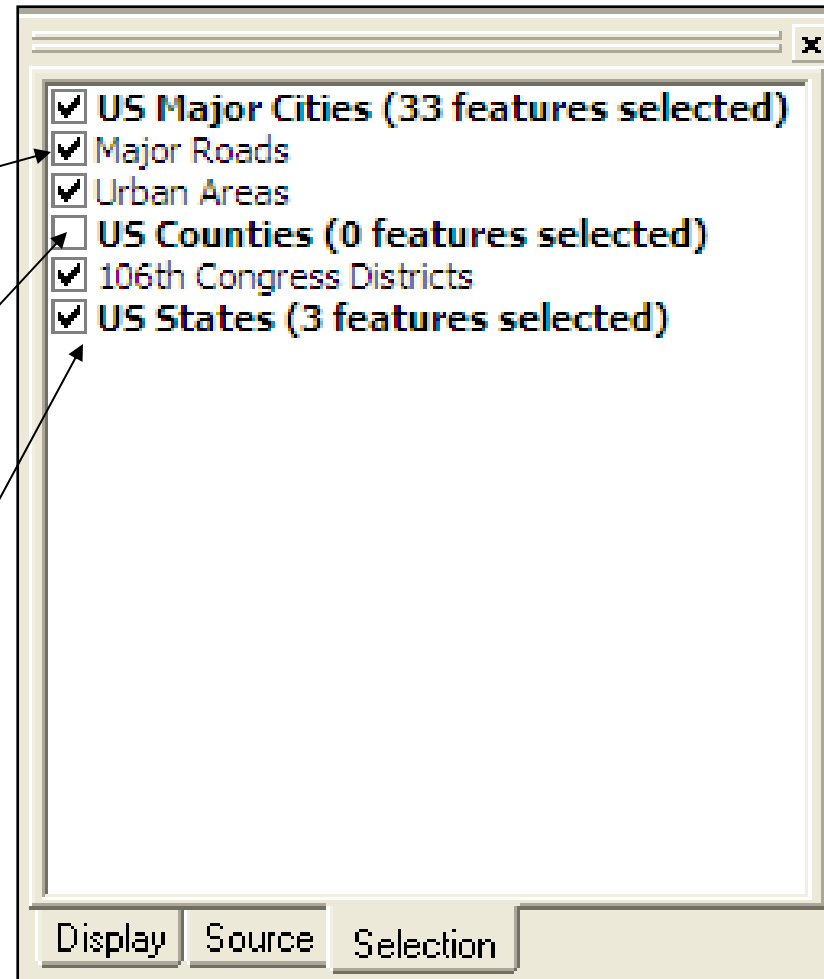 US Major Cities (33 features selected)
Major Roads
Urban Areas
US Counties (0 features selected)
106th Congress Districts
US States (3 features selected)
Display Source Selection